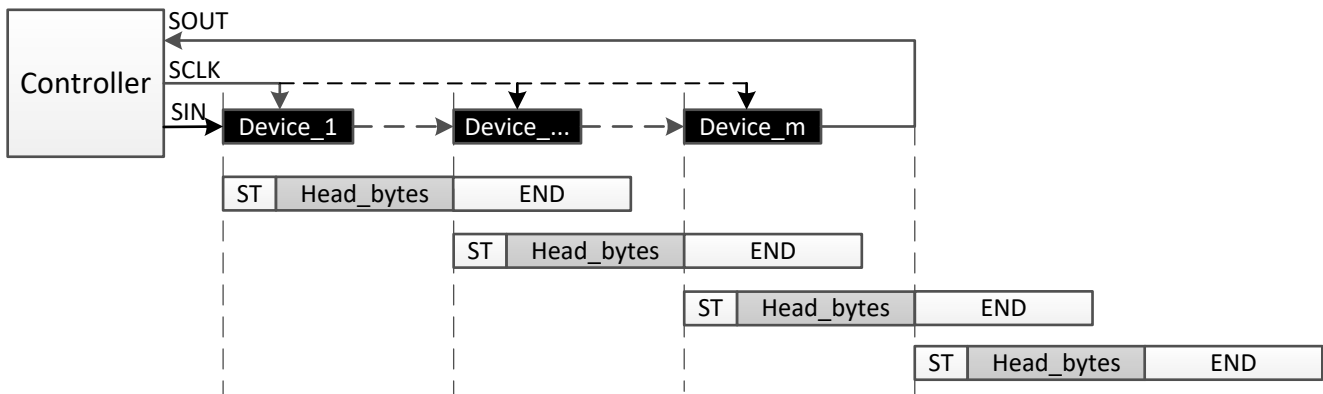 SOUT
Controller
SCLK
SIN
Device_1 Device_... Device_m
ST Head_bytes END
ST Head_bytes END
ST Head_bytes END
ST Head_bytes END